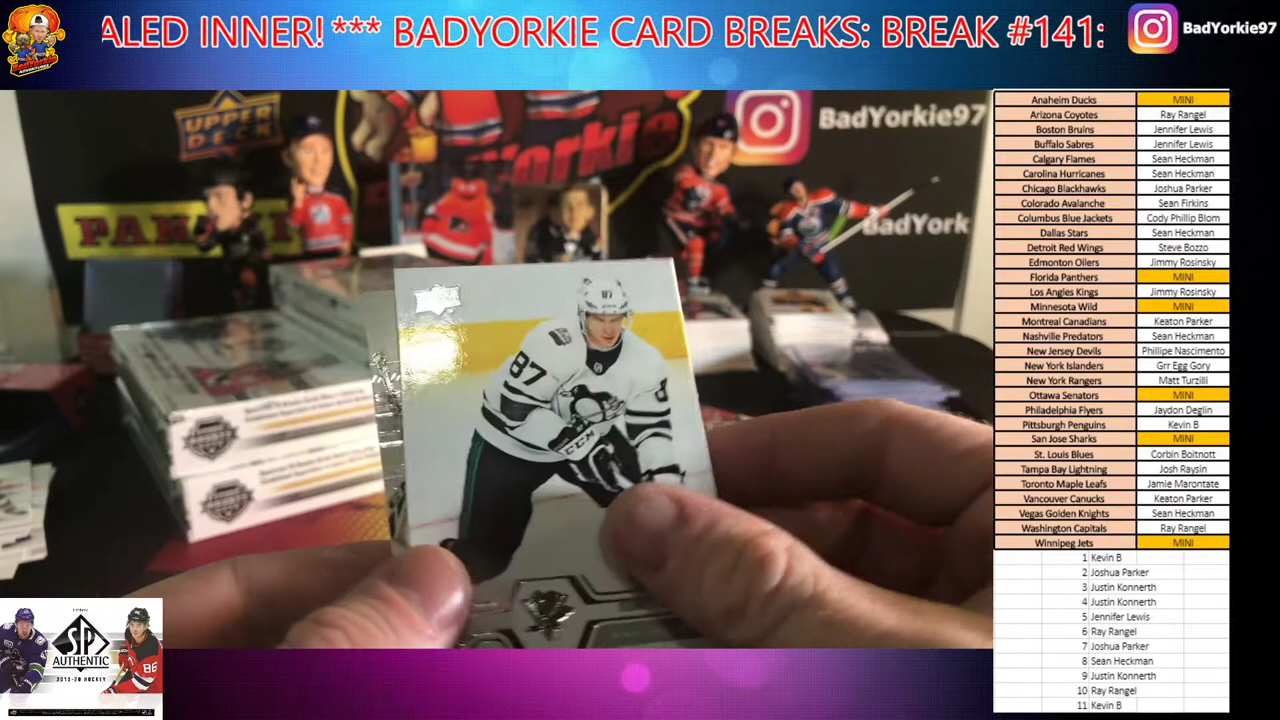 ALED INNER! *** BADYORKIE CARD BREAKS: BREAK #141:
BadYorkie97
BadYorkie
ADVENTURES
UPPER DECK
PANINI
Yorkie
BadYorkie97
BadYork
87
87
8
CCM
SP
AUTHENTIC
2019-20 HOCKEY
86
Anaheim Ducks MINI
Arizona Coyotes Ray Rangel
Boston Bruins Jennifer Lewis
Buffalo Sabres Jennifer Lewis
Calgary Flames Sean Heckman
Carolina Hurricanes Sean Heckman
Chicago Blackhawks Joshua Parker
Colorado Avalanche Sean Firkins
Columbus Blue Jackets Cody Phillip Blom
Dallas Stars Sean Heckman
Detroit Red Wings Steve Bozzo
Edmonton Oilers Jimmy Rosinsky
Florida Panthers MINI
Los Angles Kings Jimmy Rosinsky
Minnesota Wild MINI
Montreal Canadians Keaton Parker
Nashville Predators Sean Heckman
New Jersey Devils Phillipe Nascimento
New York Islanders Grr Egg Gory
New York Rangers Matt Turzilli
Ottawa Senators MINI
Philadelphia Flyers Jaydon Deglin
Pittsburgh Penguins Kevin B
San Jose Sharks MINI
St. Louis Blues Corbin Boitnott
Tampa Bay Lightning Josh Raysin
Toronto Maple Leafs Jamie Marontate
Vancouver Canucks Keaton Parker
Vegas Golden Knights Sean Heckman
Washington Capitals Ray Rangel
Winnipeg Jets MINI
1 Kevin B
2 Joshua Parker
3 Justin Konnerth
4 Justin Konnerth
5 Jennifer Lewis
6 Ray Rangel
7 Joshua Parker
8 Sean Heckman
9 Justin Konnerth
10 Ray Rangel
11 Kevin B